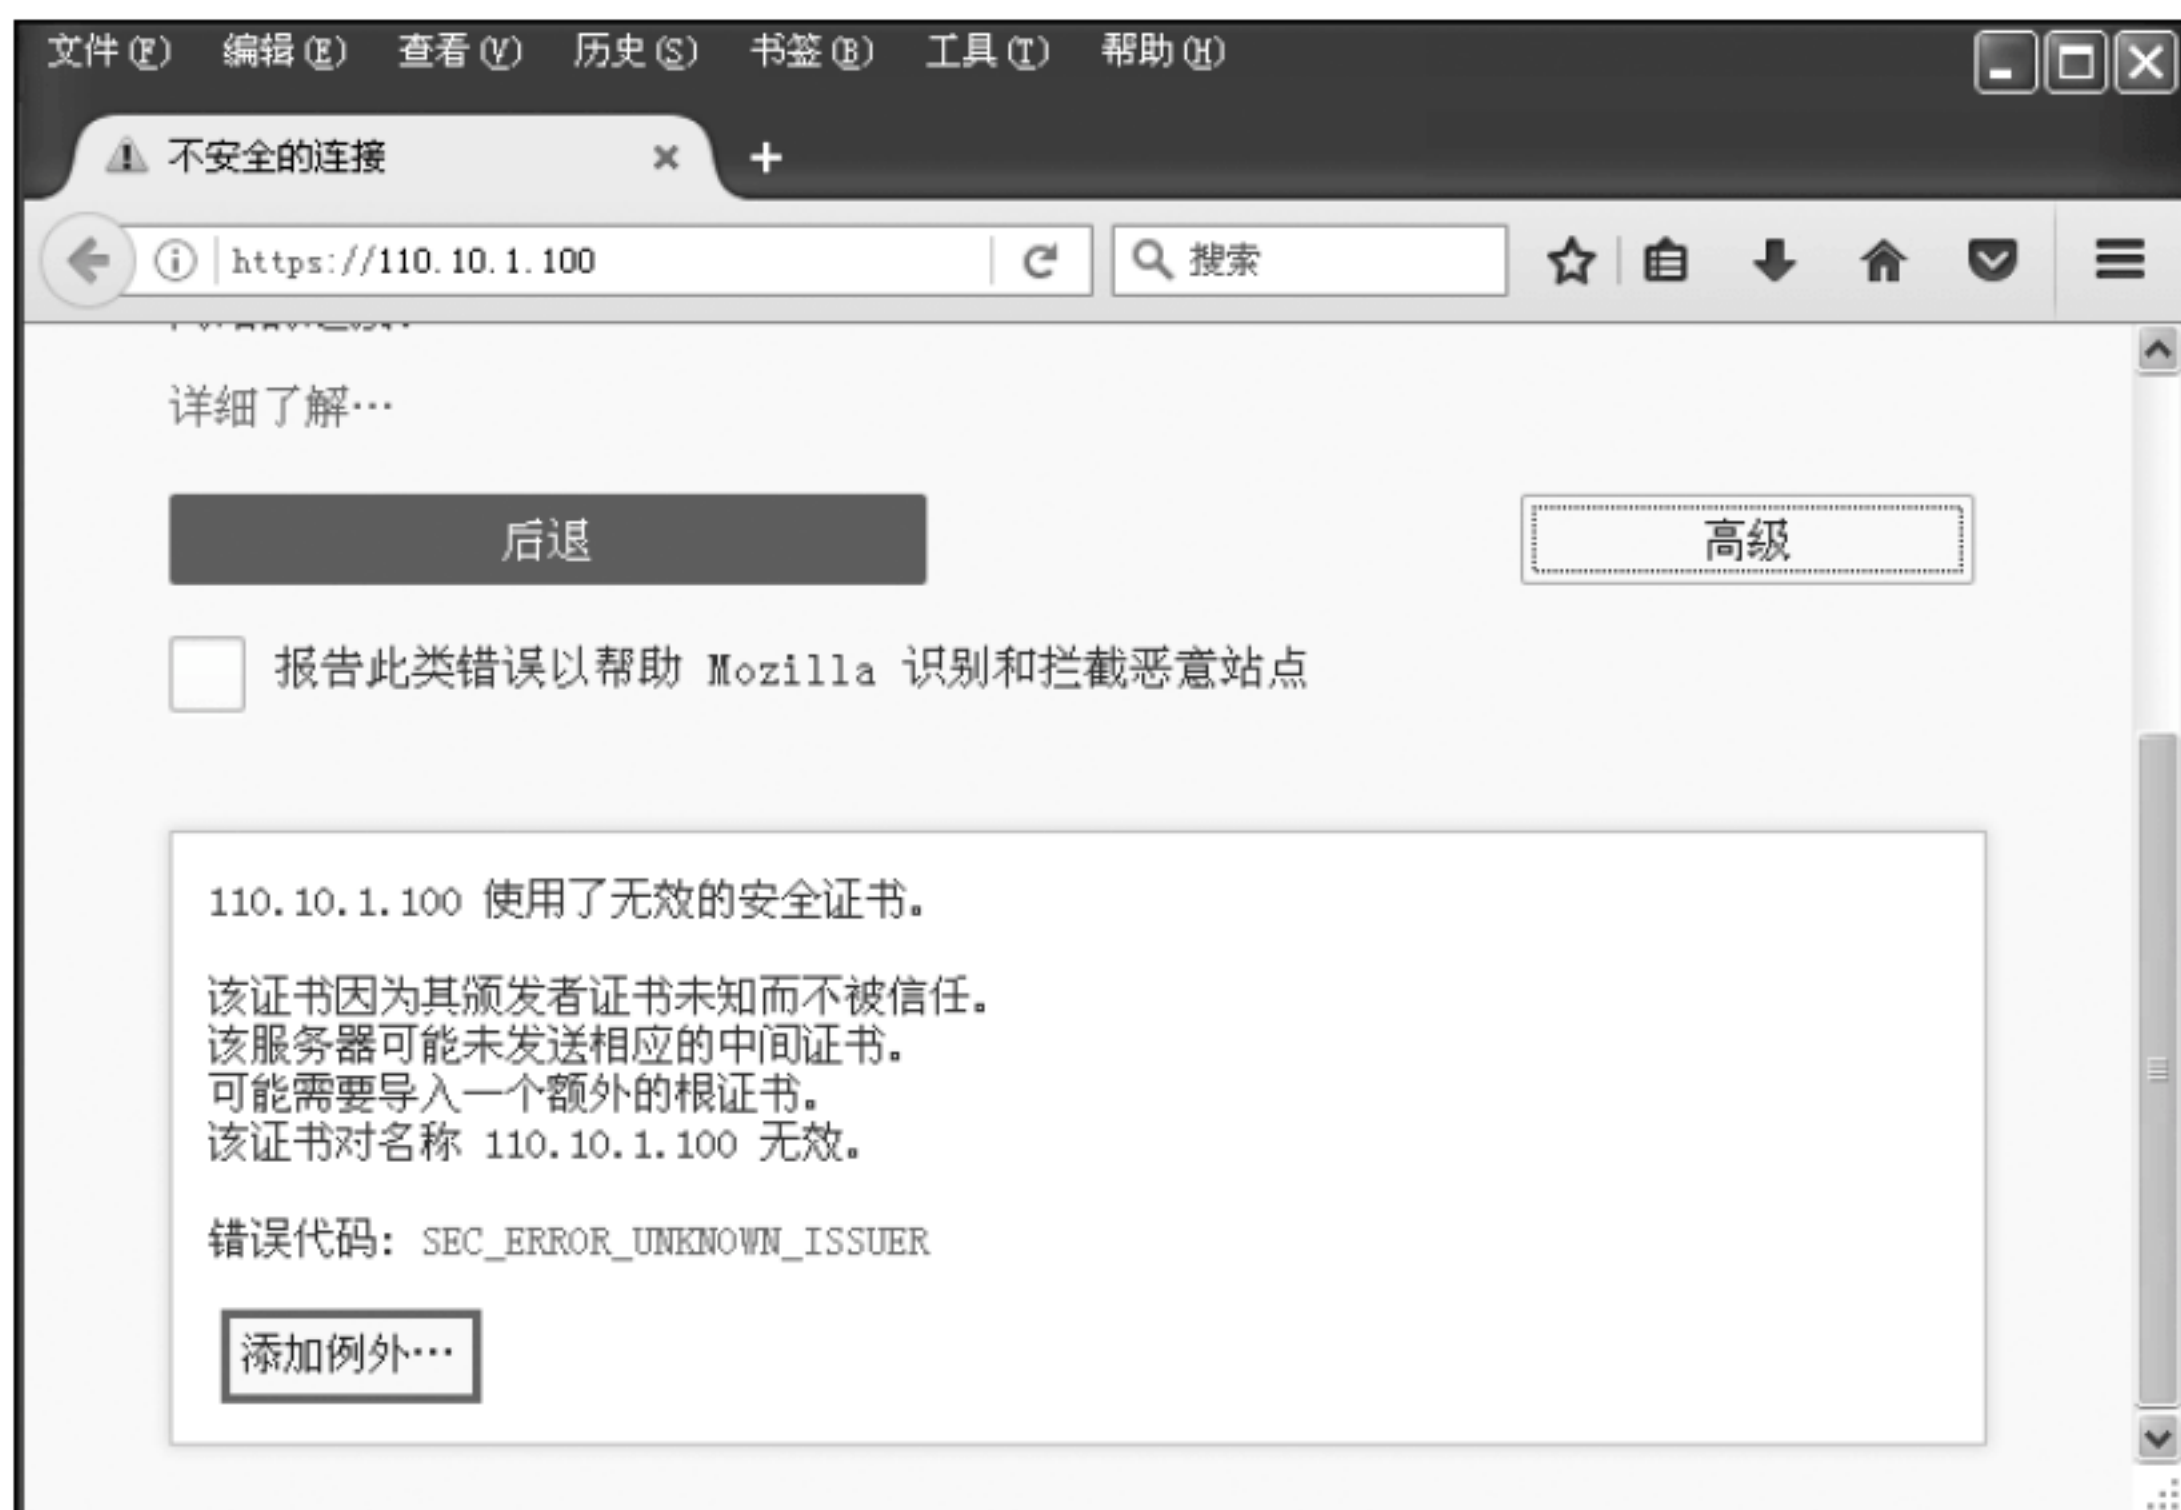 文件(F) 编辑(E) 查看(V) 历史(S) 书签(B) 工具(T) 帮助(H)
不安全的连接
https://110.10.1.100 搜索
详细了解…
后退 高级
报告此类错误以帮助 Mozilla 识别和拦截恶意站点
110.10.1.100 使用了无效的安全证书。
该证书因为其颁发者证书未知而不被信任。
该服务器可能未发送相应的中间证书。
可能需要导入一个额外的根证书。
该证书对名称 110.10.1.100 无效。
错误代码: SEC_ERROR_UNKNOWN_ISSUER
添加例外…